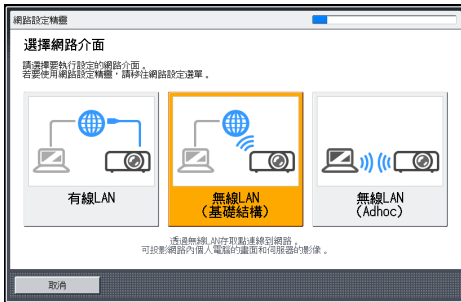 網路設定精靈
選擇網路介面
請選擇要執行設定的網路介面。
若要使用網路設定精靈，請移往網路設定選單。
有線LAN
無線LAN
（基礎結構）
無線LAN
（Adhoc）
透過無線LAN存取點連線到網路。
可投影網路內個人電腦的畫面和伺服器的影像。
取消